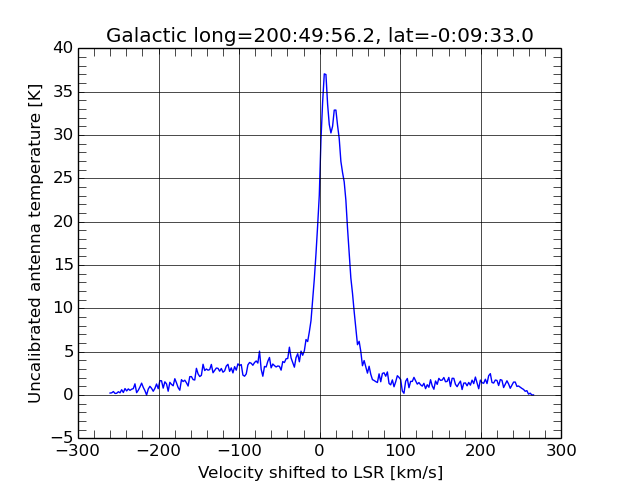 Galactic long=200:49:56.2, lat=-0:09:33.0
Uncalibrated antenna temperature [K]
40
35
30
25
20
15
10
5
0
−5
−300 −200 −100 0 100 200 300
Velocity shifted to LSR [km/s]